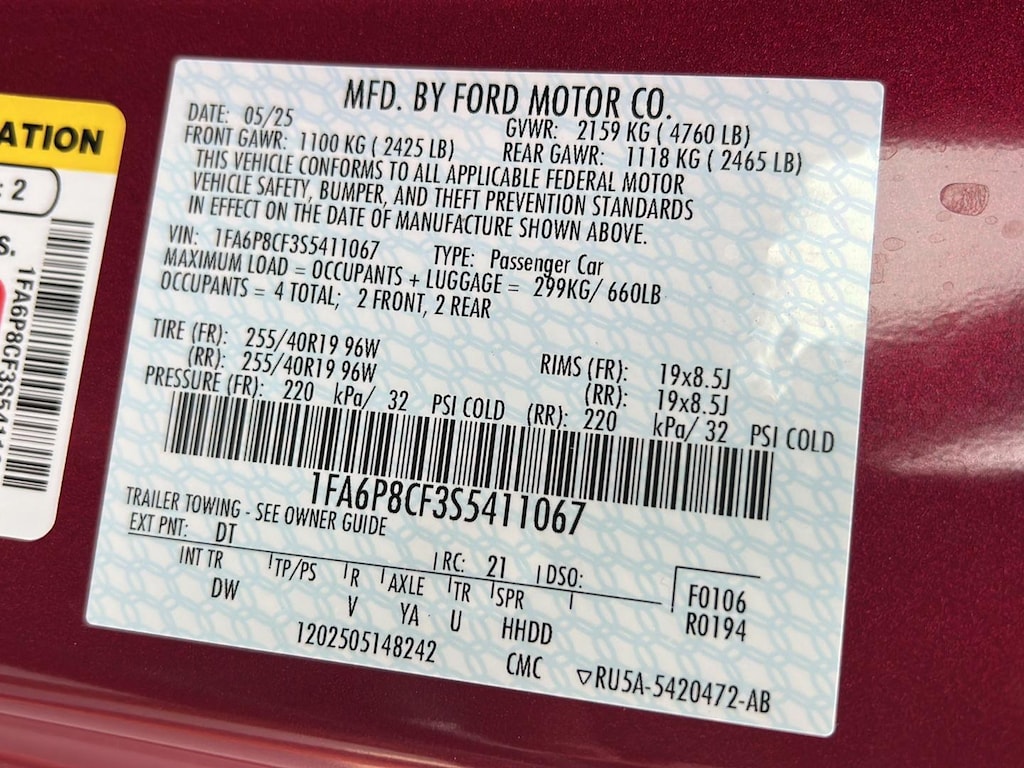 ATION
: 2
S.
1FA6P8CF3S5411
MFD. BY FORD MOTOR CO.
DATE: 05/25 GVWR: 2159 KG ( 4760 LB)
FRONT GAWR: 1100 KG ( 2425 LB) REAR GAWR: 1118 KG ( 2465 LB)
THIS VEHICLE CONFORMS TO ALL APPLICABLE FEDERAL MOTOR
VEHICLE SAFETY, BUMPER, AND THEFT PREVENTION STANDARDS
IN EFFECT ON THE DATE OF MANUFACTURE SHOWN ABOVE.
VIN: 1FA6P8CF3S5411067 TYPE: Passenger Car
MAXIMUM LOAD = OCCUPANTS + LUGGAGE = 299KG/ 660LB
OCCUPANTS = 4 TOTAL; 2 FRONT, 2 REAR
TIRE (FR): 255/40R19 96W RIMS (FR): 19x8.5J
(RR): 255/40R19 96W (RR): 19x8.5J
PRESSURE (FR): 220 kPa/ 32 PSI COLD (RR): 220 kPa/ 32 PSI COLD
1FA6P8CF3S5411067
TRAILER TOWING - SEE OWNER GUIDE
EXT PNT: DT RC: 21 DSO:
INT TR TP/PS R AXLE TR SPR F0106
DW V YA U HHDD R0194
1202505148242 CMC ▽RU5A-5420472-AB